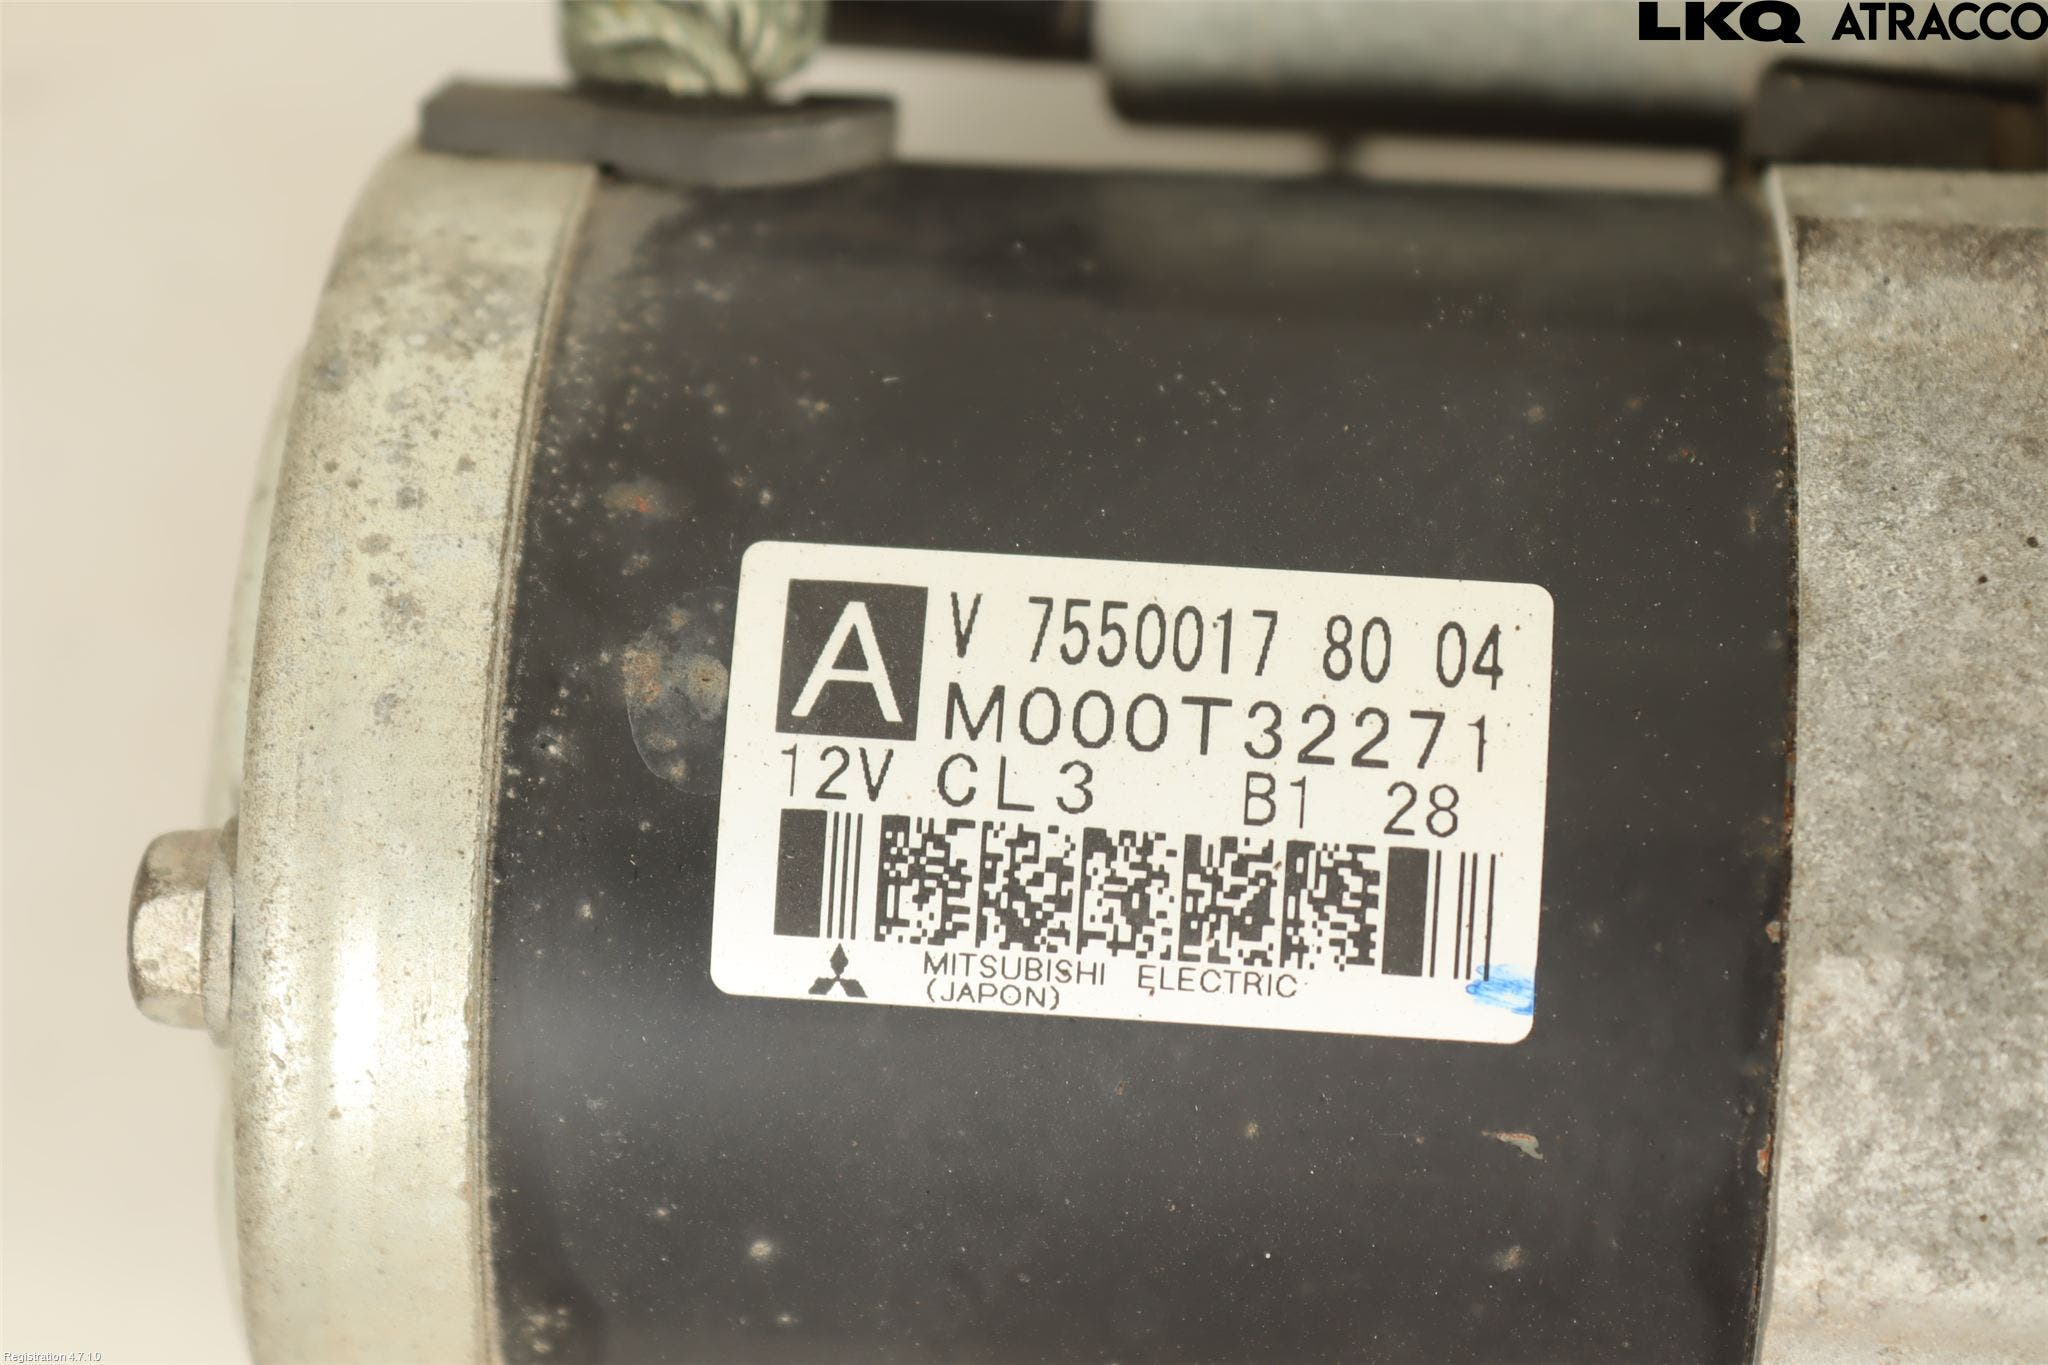 LKQ ATRACCO
A
V 7550017 80 04
M000T32271
12V CL3 B1 28
MITSUBISHI ELECTRIC
(JAPON)
Registration 4.7.1.0